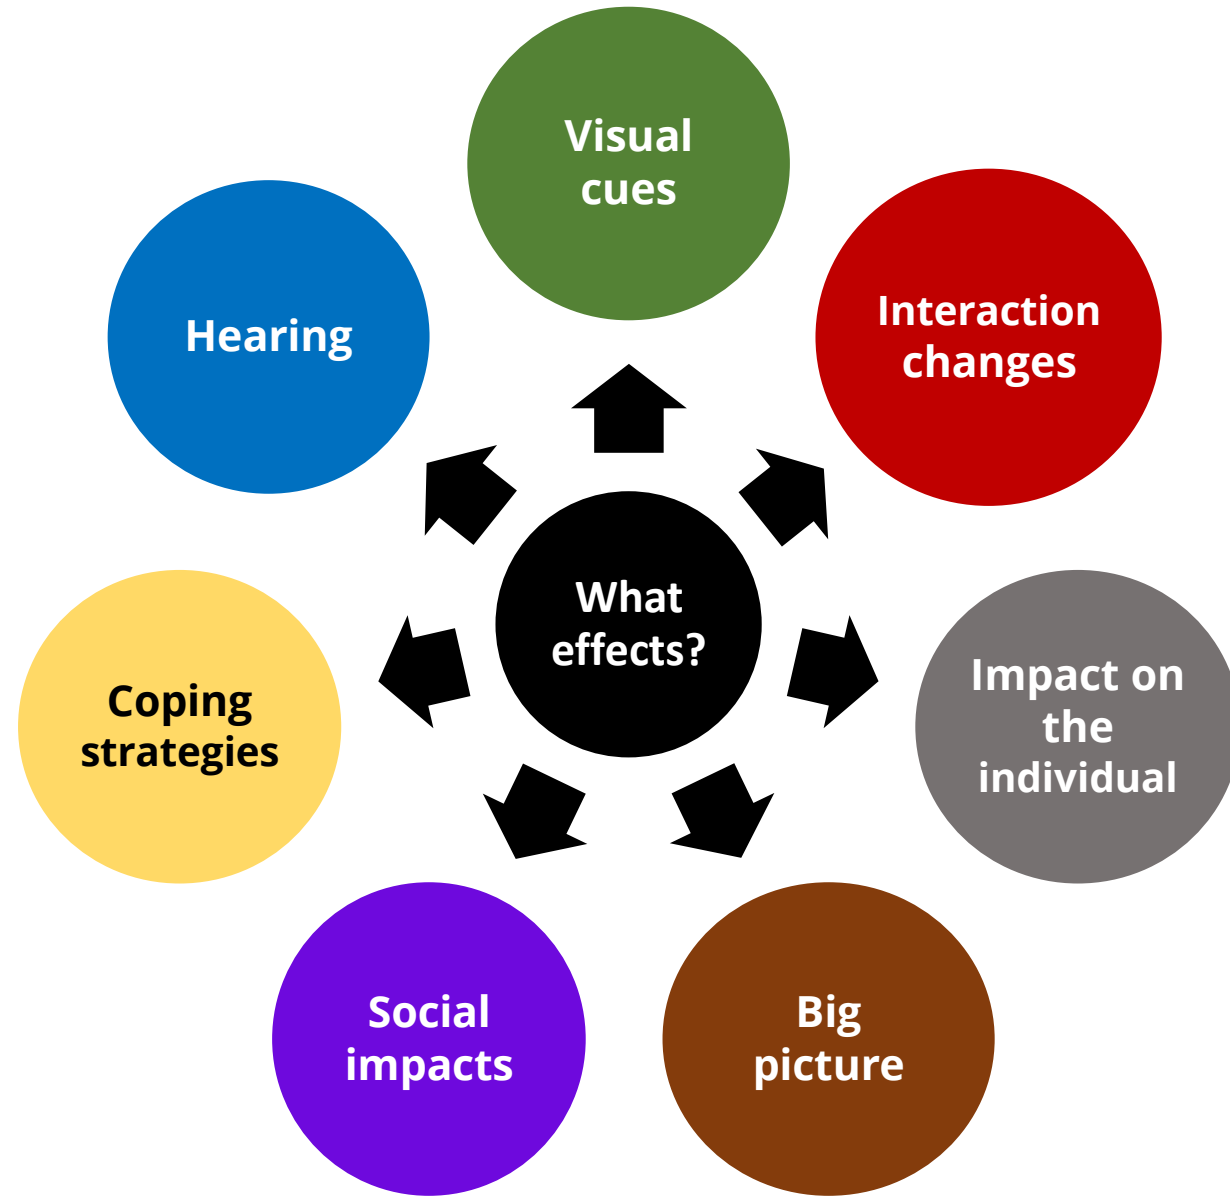 Visual
cues
Interaction
changes
Impact on
the
individual
Big
picture
Social
impacts
Coping
strategies
Hearing
What
effects?